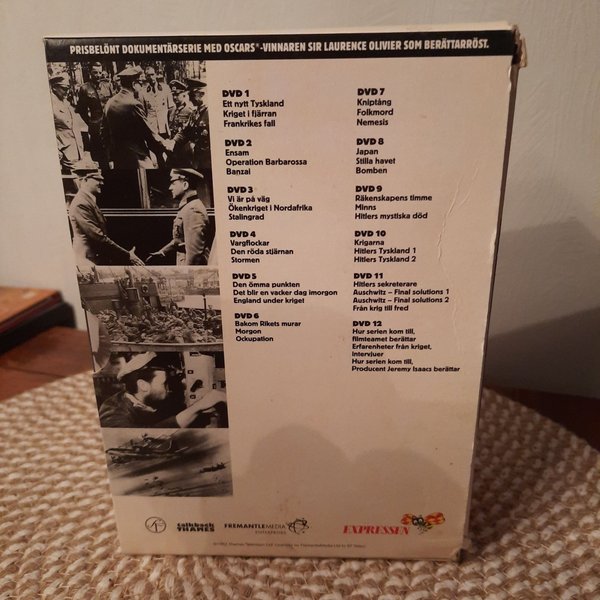 PRISBELÖNT DOKUMENTÄRSERIE MED OSCARS®-VINNAREN SIR LAURENCE OLIVIER SOM BERÄTTARRÖST.
DVD 1
Ett nytt Tyskland
Kriget i fjärran
Frankrikes fall
DVD 2
Ensam
Operation Barbarossa
Banzai
DVD 3
Vi är på väg
Ökenkriget i Nordafrika
Stalingrad
DVD 4
Vargflockar
Den röda stjärnan
Stormen
DVD 5
Den ömma punkten
Det blir en vacker dag imorgon
England under kriget
DVD 6
Bakom Rikets murar
Morgon
Ockupation
DVD 7
Kniptång
Folkmord
Nemesis
DVD 8
Japan
Stilla havet
Bomben
DVD 9
Räkenskapens timme
Minns
Hitlers mystiska död
DVD 10
Krigarna
Hitlers Tyskland 1
Hitlers Tyskland 2
DVD 11
Hitlers sekreterare
Auschwitz – Final solutions 1
Auschwitz – Final solutions 2
Från krig till fred
DVD 12
Hur serien kom till,
filmteamet berättar
Erfarenheter från kriget,
intervjuer
Hur serien kom till,
Producent Jeremy Isaacs berättar
talkback
THAMES
FREMANTLEMEDIA
ENTERPRISES
EXPRESSEN